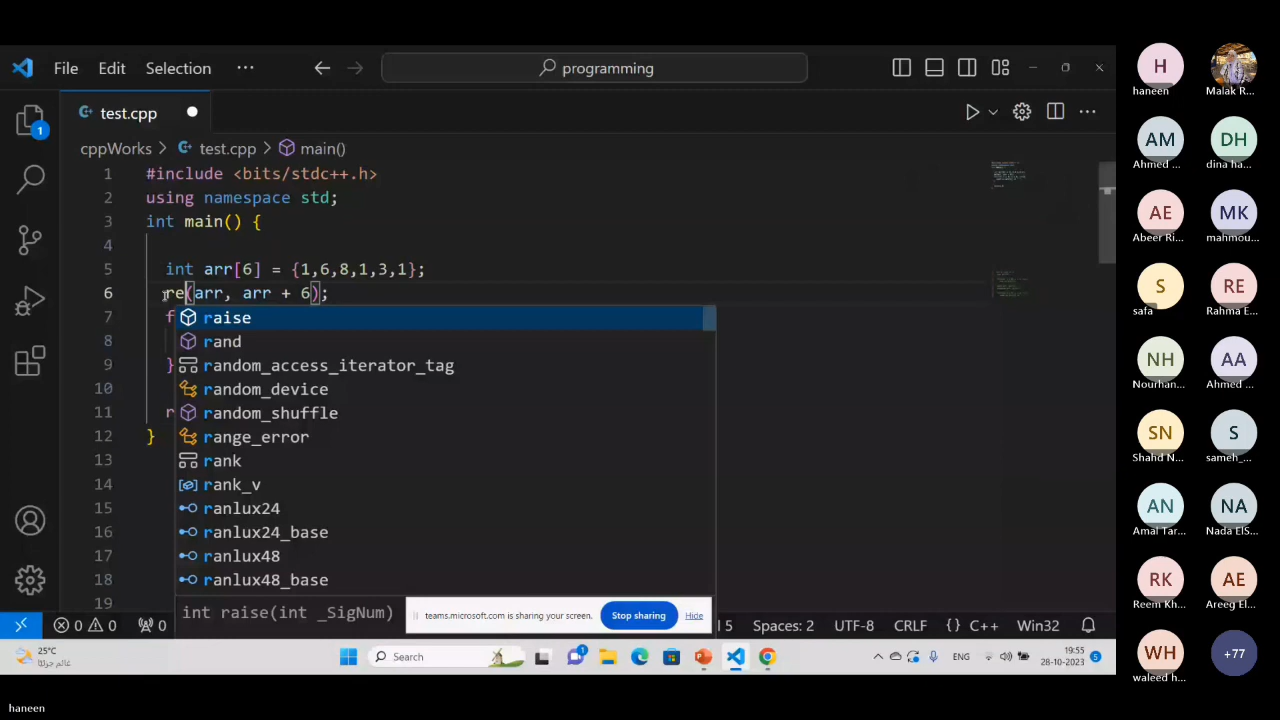 File Edit Selection ··· programming
test.cpp
cppWorks > test.cpp > main()
1 #include <bits/stdc++.h>
2 using namespace std;
3 int main() {
4
5 int arr[6] = {1,6,8,1,3,1};
6 re(arr, arr + 6);
7 f
8
9 }
10
11 r
12 }
13
14
15
16
17
18
19
raise
rand
random_access_iterator_tag
random_device
random_shuffle
range_error
rank
rank_v
ranlux24
ranlux24_base
ranlux48
ranlux48_base
int raise(int _SigNum)
teams.microsoft.com is sharing your screen. Stop sharing Hide
1
0 0 0 l 5 Spaces: 2 UTF-8 CRLF {} C++ Win32
25°C
غائم جزئيًا
Search
1
ENG
19:55
28-10-2023
5
H
haneen
Malak R...
AM
Ahmed ...
DH
dina ha...
AE
Abeer Ri...
MK
mahmou...
S
safa
RE
Rahma E...
NH
Nourhan...
AA
Ahmed ...
SN
Shahd N...
S
sameh_...
AN
Amal Tar...
NA
Nada ElS...
RK
Reem Kh...
AE
Areeg El...
WH
waleed h...
+77
haneen